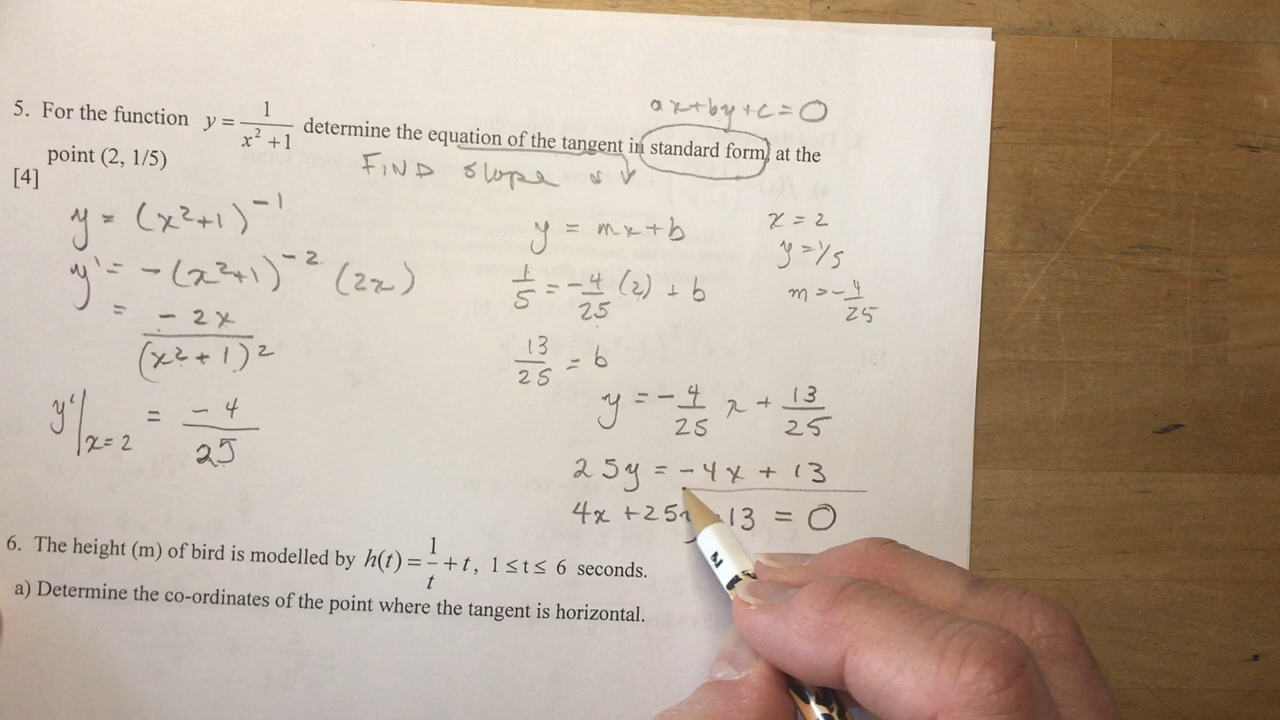 ax+by+c=0
5. For the function y = 1/(x² + 1) determine the equation of the tangent in standard form, at the
point (2, 1/5)
[4]
FIND slope
y = (x²+1)⁻¹
y' = -(x²+1)⁻² (2x)
= -2x/(x²+1)²
y'|x=2 = -4/25
y = mx+b
1/5 = -4/25 (2) + b
13/25 = b
x = 2
y = 1/5
m = -4/25
y = -4/25 x + 13/25
25y = -4x + 13
4x +25y -13 = 0
6. The height (m) of bird is modelled by h(t) = 1/t + t, 1 ≤ t ≤ 6 seconds.
a) Determine the co-ordinates of the point where the tangent is horizontal.